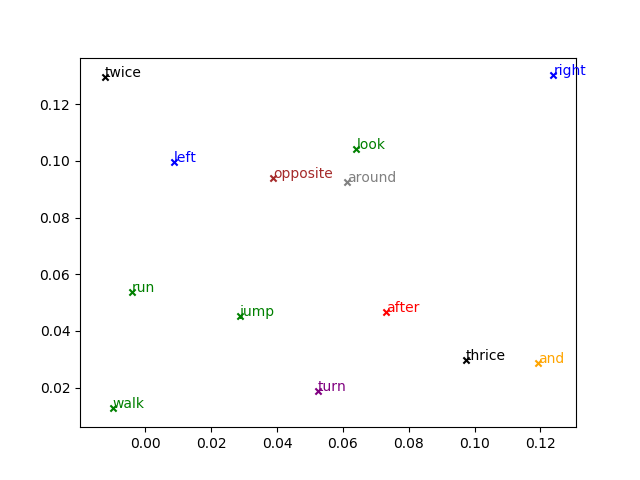 twice
right
0.12
look
left
0.10
opposite
around
0.08
0.06
run
jump
after
0.04
thrice
and
turn
0.02
walk
0.00 0.02 0.04 0.06 0.08 0.10 0.12